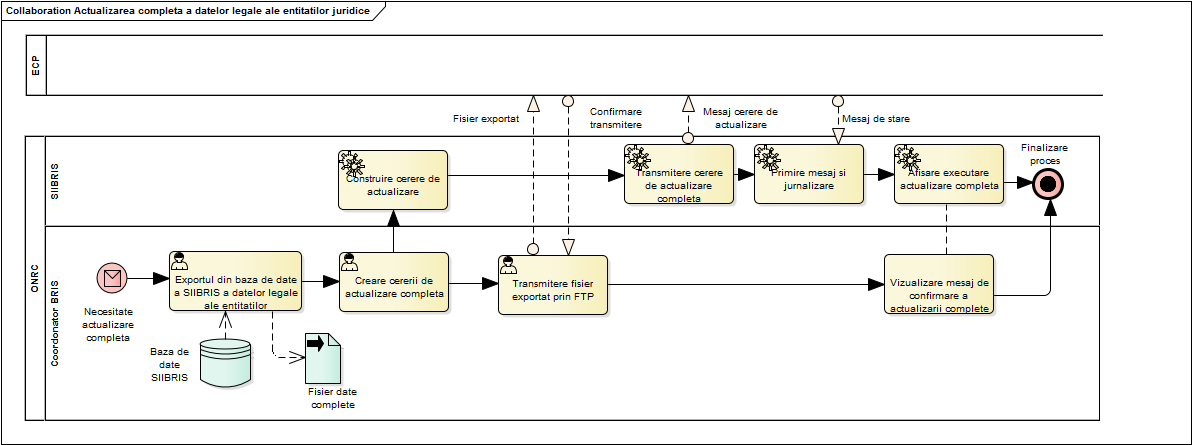 Collaboration Actualizarea completa a datelor legale ale entitatilor juridice
ECP
Fisier exportat
Confirmare
transmitere
Mesaj cerere de
actualizare
Mesaj de stare
ONRC
SIIBRIS
Construire cerere de
actualizare
Transmitere cerere
de actualizare
completa
Primire mesaj si
jurnalizare
Afisare executare
actualizare completa
Finalizare
proces
Coordonator BRIS
Necesitate
actualizare
completa
Exportul din baza de date
a SIIBRIS a datelor legale
ale entitatilor
Creare cererii de
actualizare completa
Transmitere fisier
exportat prin FTP
Vizualizare mesaj de
confirmare a
actualizarii complete
Baza de
date
SIIBRIS
Fisier date
complete